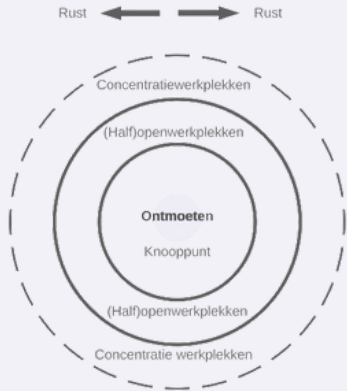 Rust Rust
Concentratiewerkplekken
(Half)openwerkplekken
Ontmoeten
Knooppunt
(Half)openwerkplekken
Concentratie werkplekken